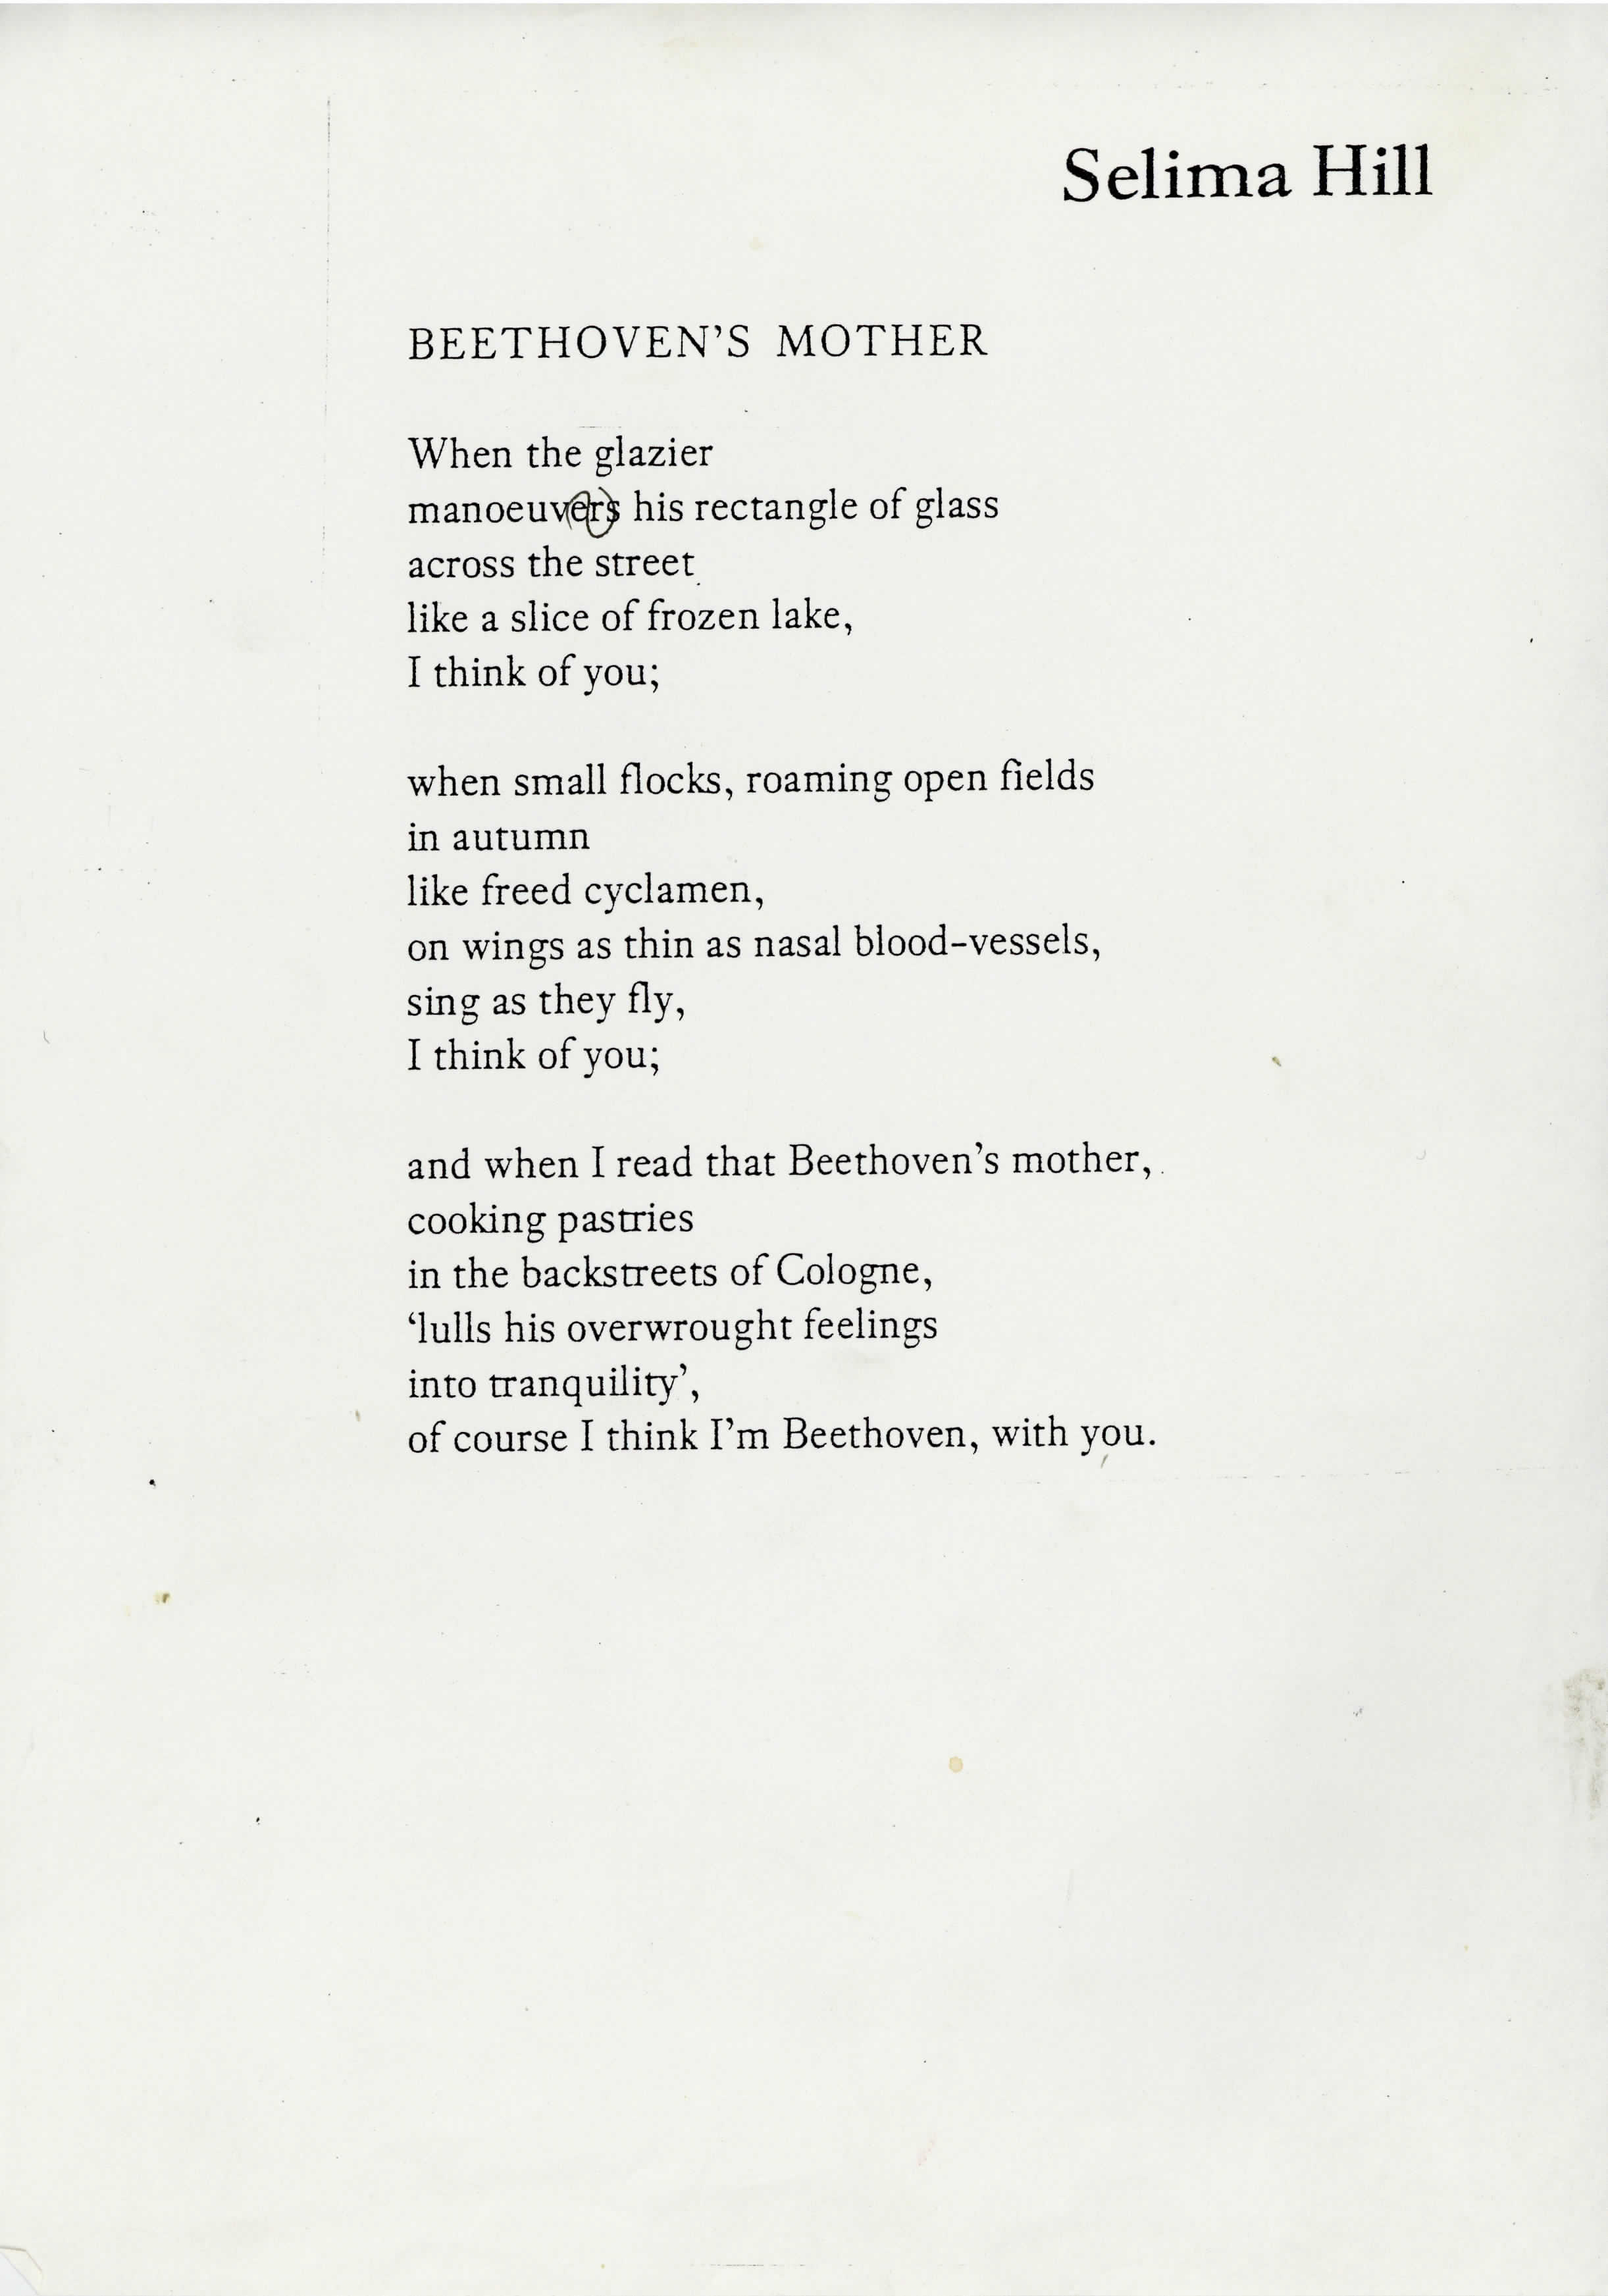 Selima Hill
BEETHOVEN'S MOTHER
When the glazier
manoeuvers his rectangle of glass
across the street
like a slice of frozen lake,
I think of you;
when small flocks, roaming open fields
in autumn
like freed cyclamen,
on wings as thin as nasal blood-vessels,
sing as they fly,
I think of you;
and when I read that Beethoven's mother,
cooking pastries
in the backstreets of Cologne,
‘lulls his overwrought feelings
into tranquility’,
of course I think I'm Beethoven, with you.